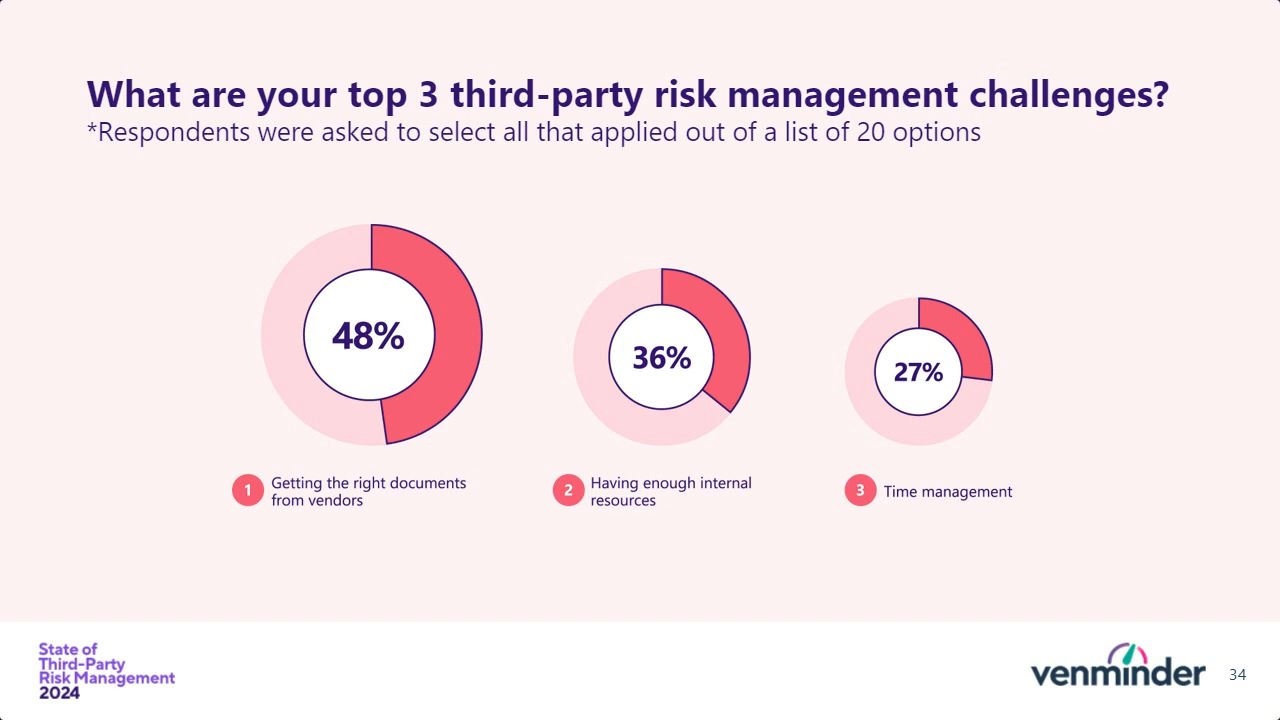 What are your top 3 third-party risk management challenges?
*Respondents were asked to select all that applied out of a list of 20 options
48%
36%
27%
1
Getting the right documents
from vendors
2
Having enough internal
resources
3
Time management
State of
Third-Party
Risk Management
2024
venminder
34